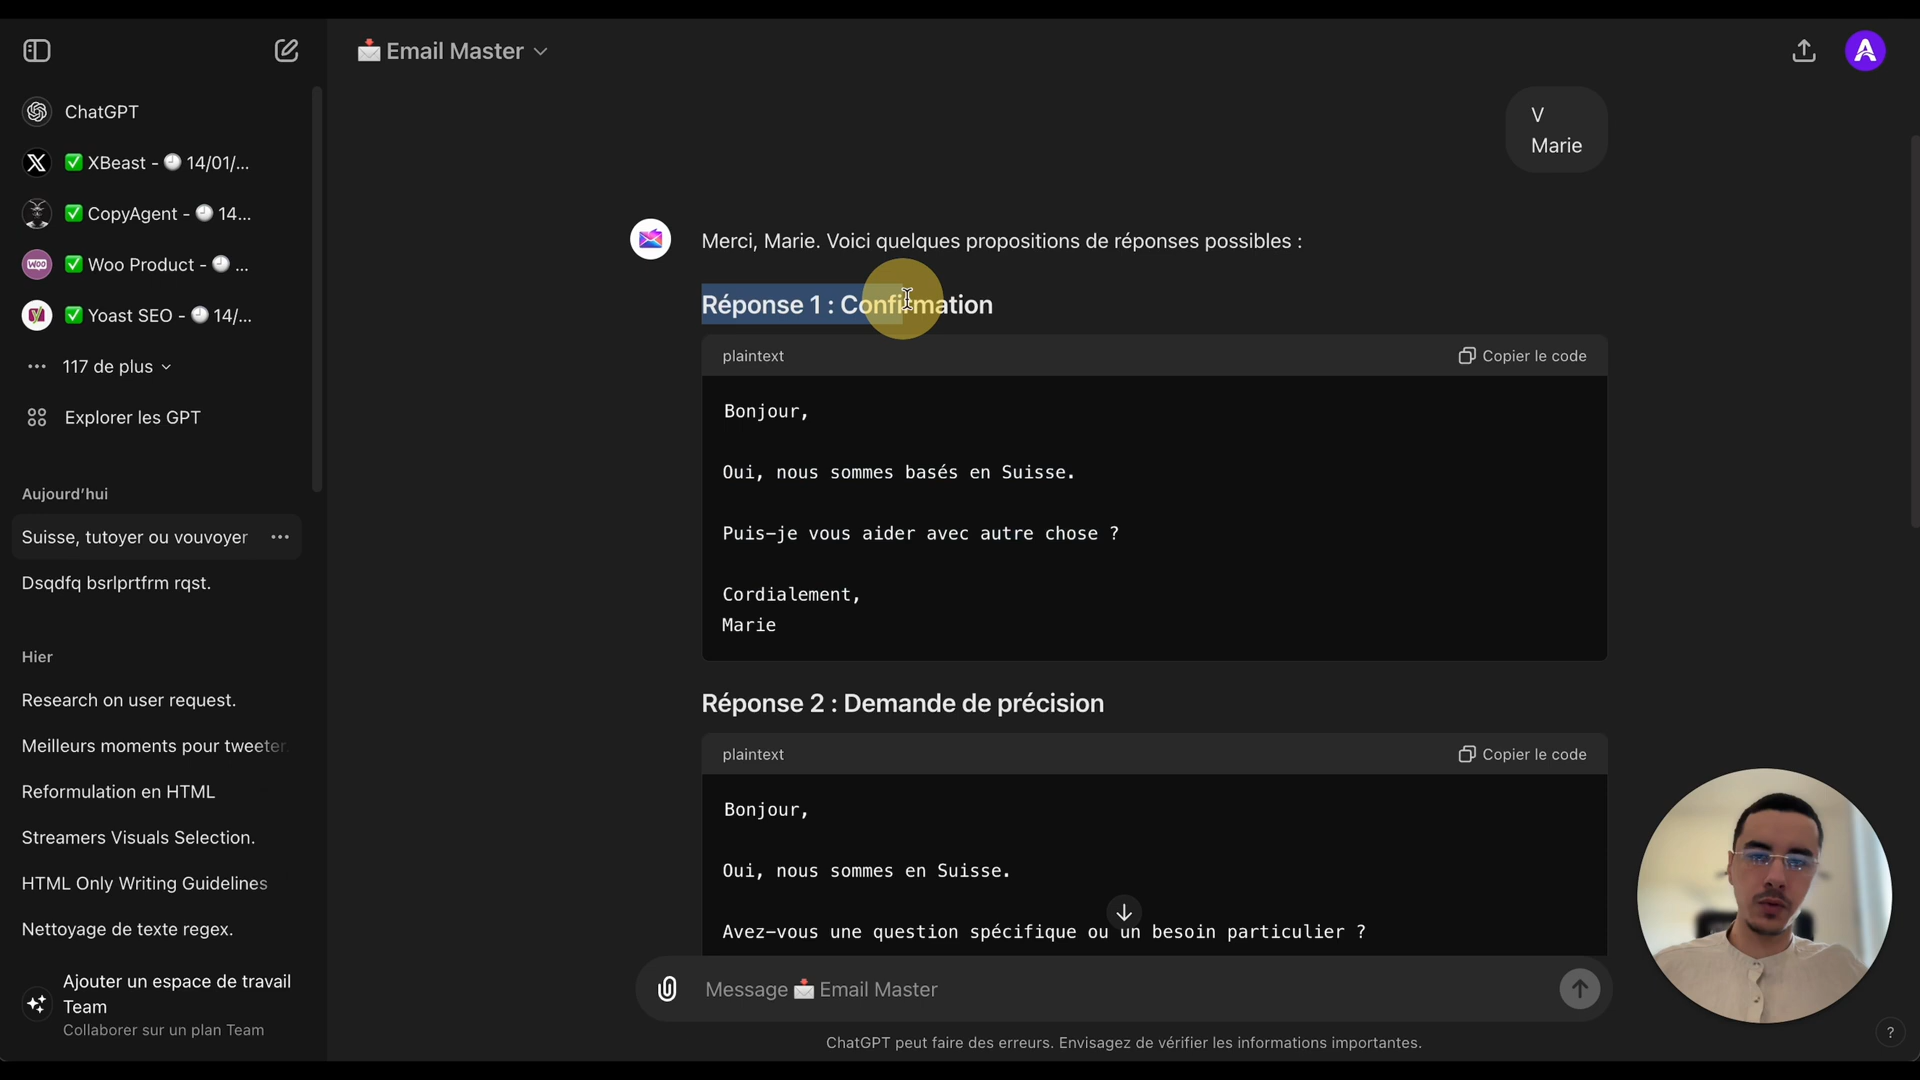 Email Master
ChatGPT
XBeast - 14/01/...
CopyAgent - 14...
Woo Product - ...
Yoast SEO - 14/...
117 de plus
Explorer les GPT
Aujourd'hui
Suisse, tutoyer ou vouvoyer
Dsqdfq bsrlprtfrm rqst.
Hier
Research on user request.
Meilleurs moments pour tweeter
Reformulation en HTML
Streamers Visuals Selection.
HTML Only Writing Guidelines
Nettoyage de texte regex.
Ajouter un espace de travail
Team
Collaborer sur un plan Team
V
Marie
Merci, Marie. Voici quelques propositions de réponses possibles :
Réponse 1 : Confirmation
plaintext
Copier le code
Bonjour,
Oui, nous sommes basés en Suisse.
Puis-je vous aider avec autre chose ?
Cordialement,
Marie
Réponse 2 : Demande de précision
plaintext
Copier le code
Bonjour,
Oui, nous sommes en Suisse.
Avez-vous une question spécifique ou un besoin particulier ?
Message Email Master
ChatGPT peut faire des erreurs. Envisagez de vérifier les informations importantes.
?